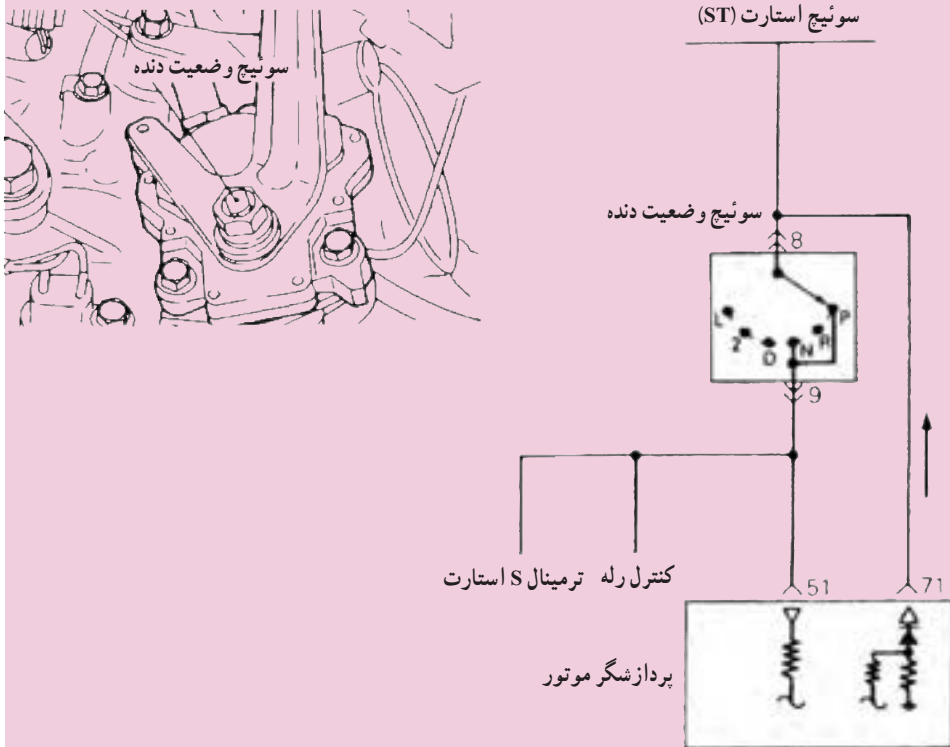 سوئیچ استارت (ST)
سوئیچ وضعیت دنده
سوئیچ وضعیت دنده
8
P
R
N
D
2
L
9
کنترل رله
ترمینال S استارت
51
71
پردازشگر موتور